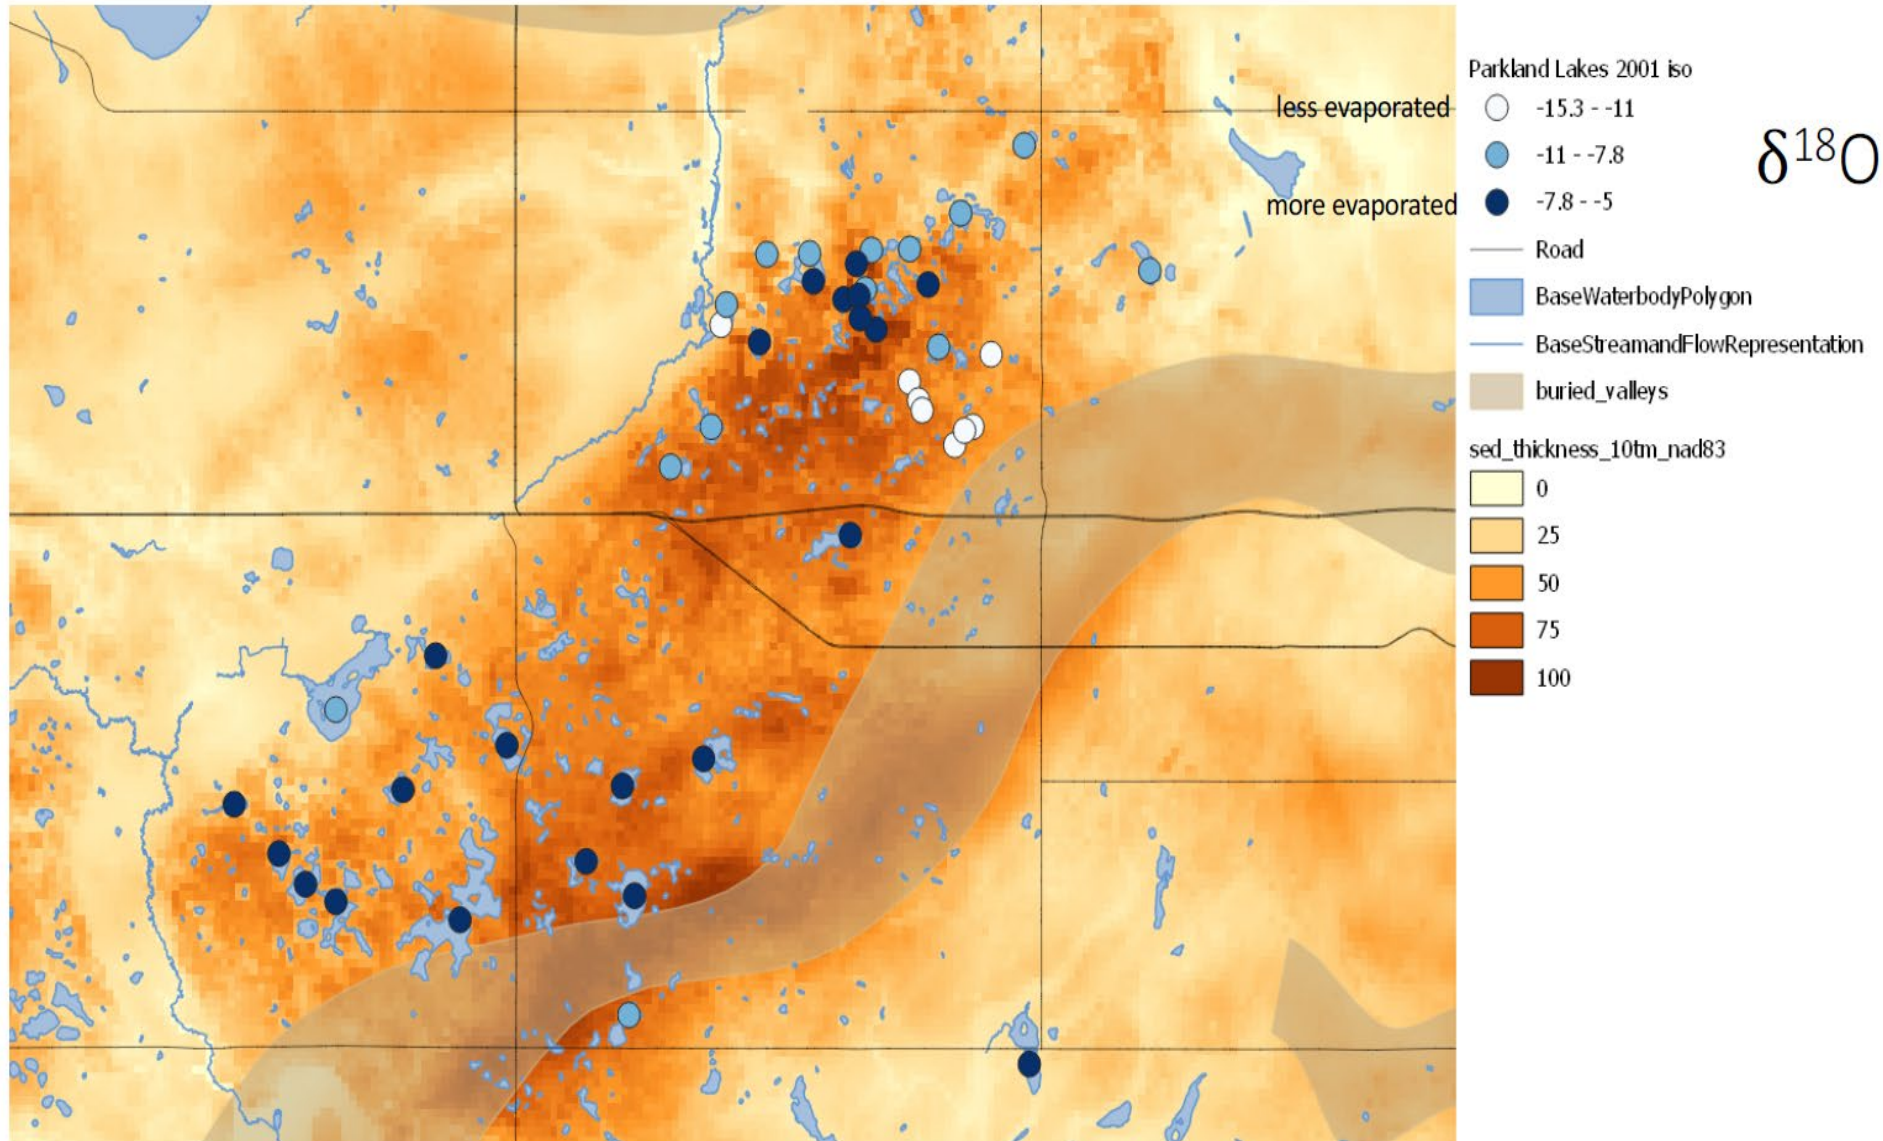 Parkland Lakes 2001 iso
less evaporated
-15.3 - -11
-11 - -7.8
δ¹⁸O
more evaporated
-7.8 - -5
Road
BaseWaterbodyPolygon
BaseStreamandFlowRepresentation
buried_valleys
sed_thickness_10tm_nad83
0
25
50
75
100